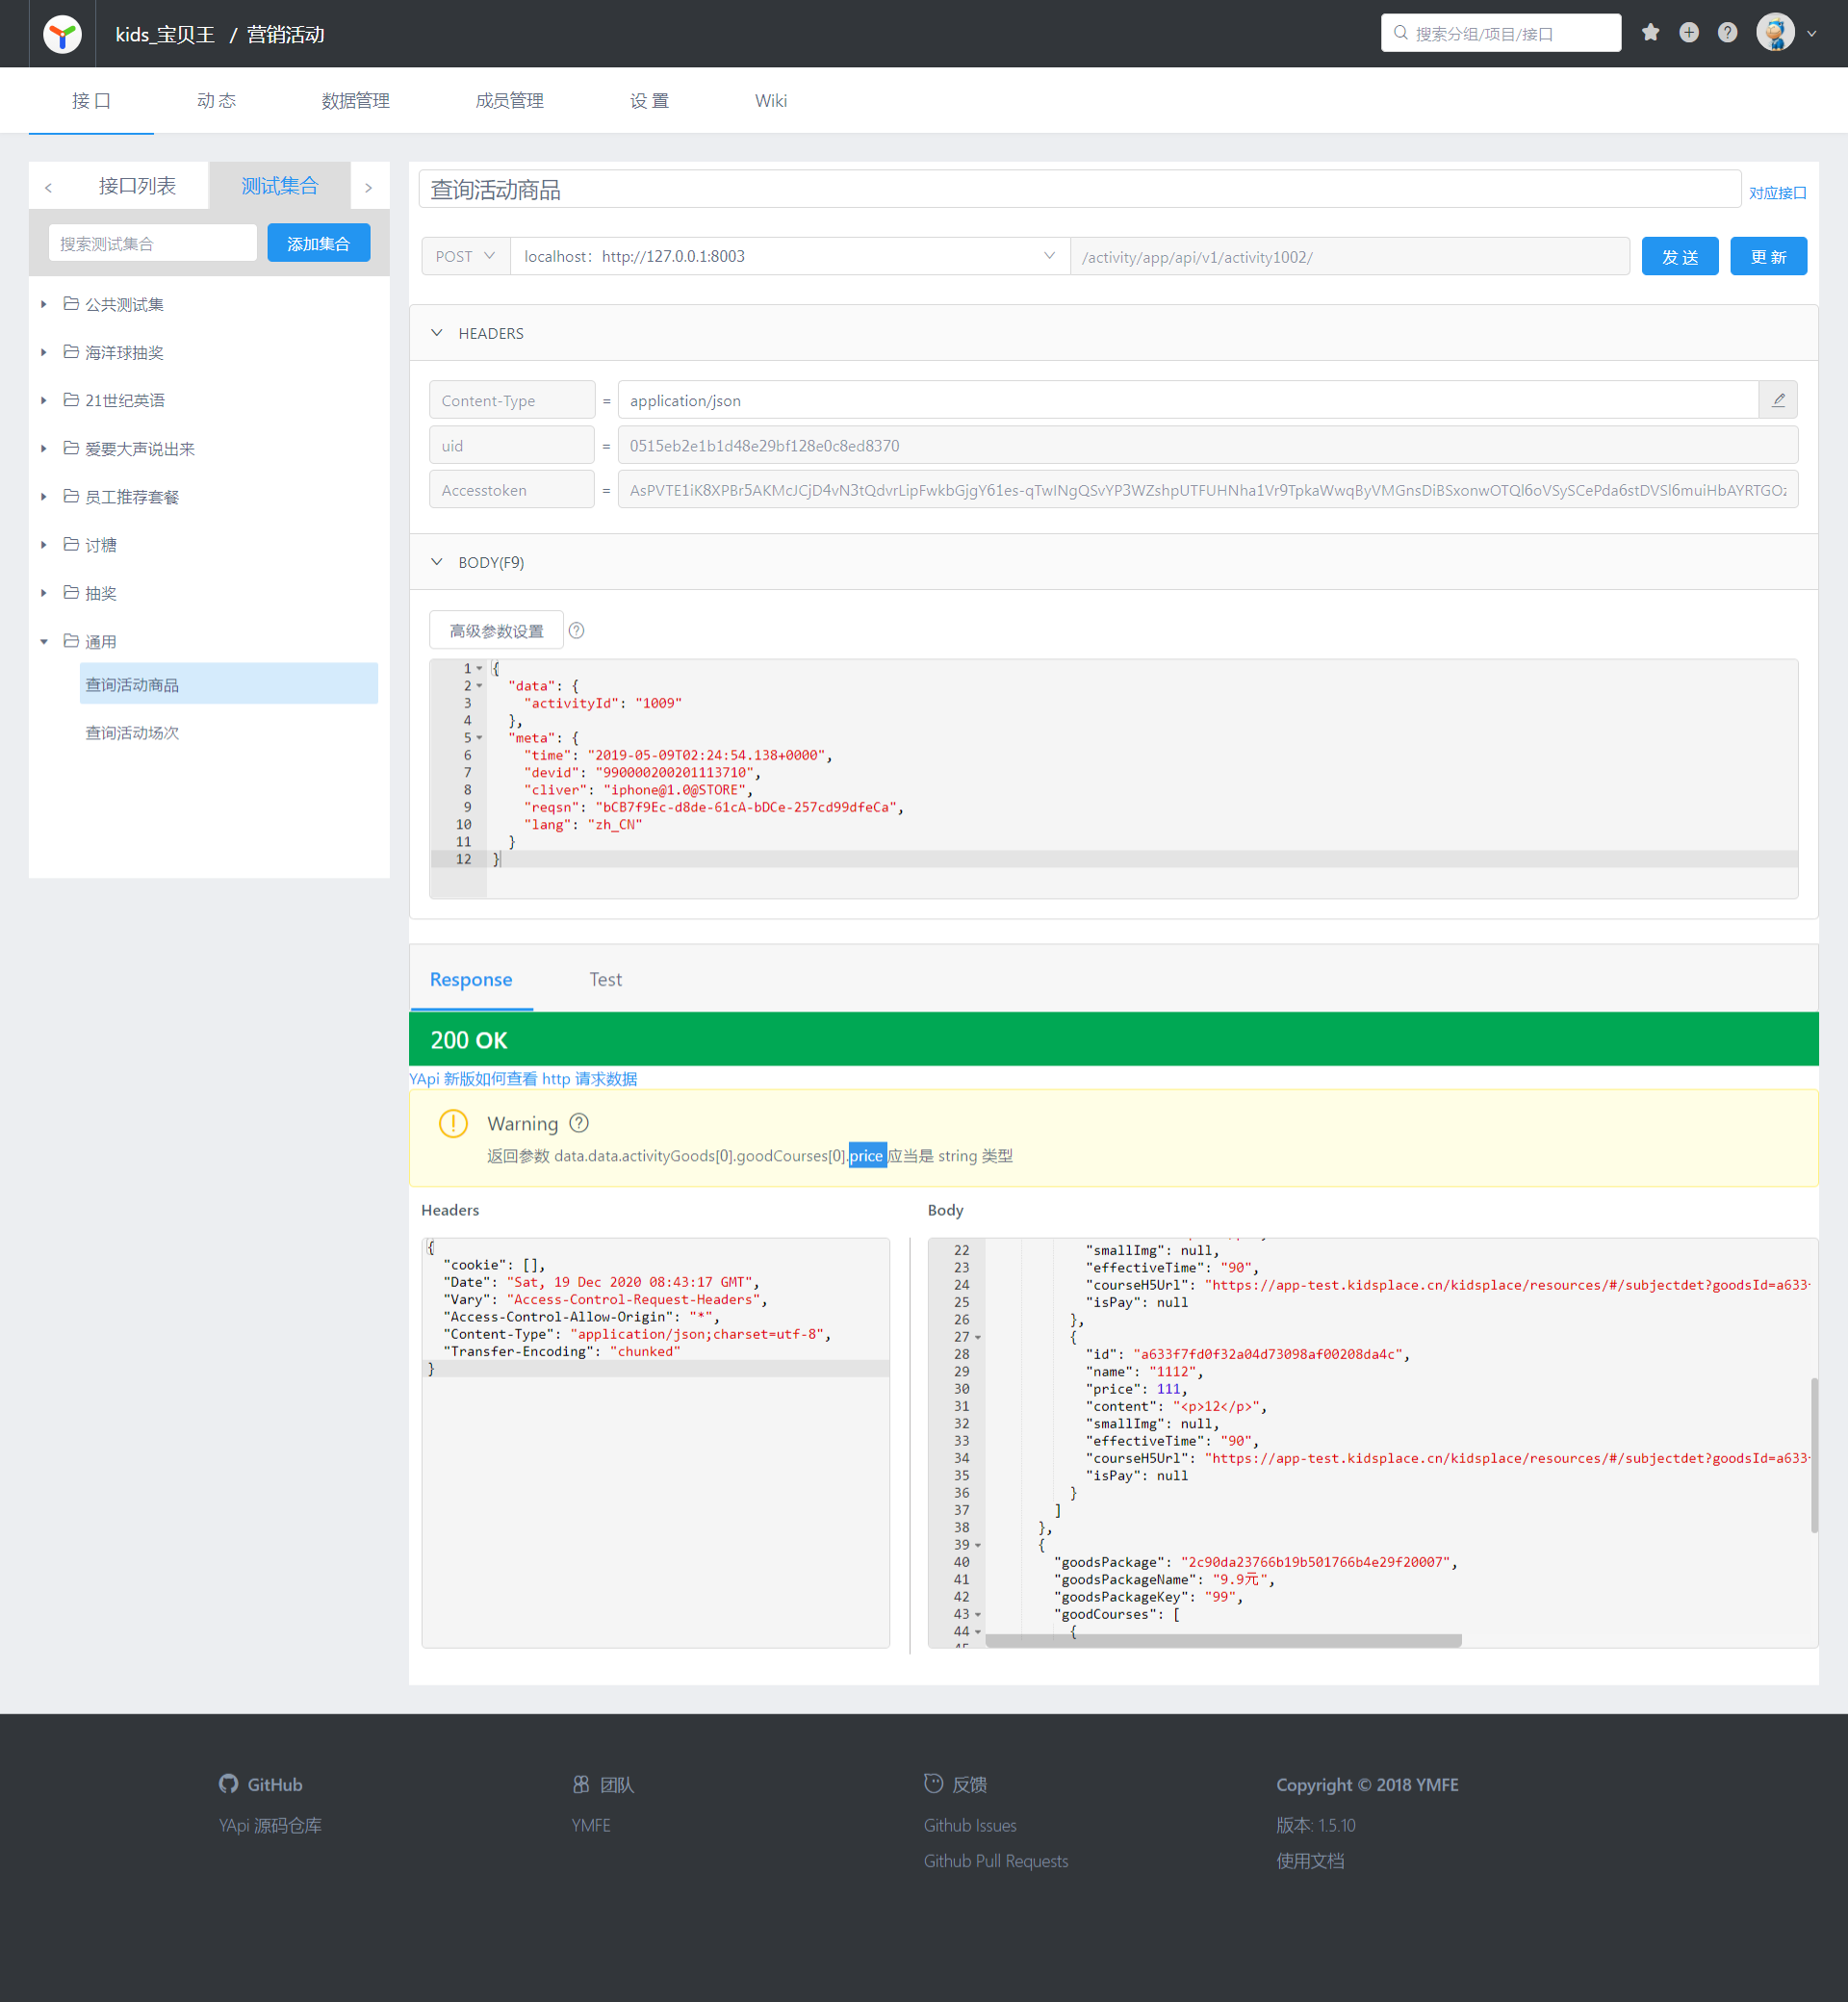 kids_宝贝王 / 营销活动
搜索分组/项目/接口
接 口 动 态 数据管理 成员管理 设 置 Wiki
接口列表 测试集合
搜索测试集合 添加集合
公共测试集
海洋球抽奖
21世纪英语
爱要大声说出来
员工推荐套餐
讨糖
抽奖
通用
查询活动商品
查询活动场次
查询活动商品 对应接口
POST localhost：http://127.0.0.1:8003 /activity/app/api/v1/activity1002/ 发 送 更 新
HEADERS
Content-Type = application/json
uid = 0515eb2e1b1d48e29bf128e0c8ed8370
Accesstoken =
BODY(F9)
高级参数设置
1 {
2 "data": {
3 "activityId": "1009"
4 },
5 "meta": {
6 "time": "2019-05-09T02:24:54.138+0000",
7 "devid": "990000200201113710",
8 "cliver": "iphone@1.0@STORE",
9 "reqsn": "bCB7f9Ec-d8de-61cA-bDCe-257cd99dfeCa",
10 "lang": "zh_CN"
11 }
12 }
Response Test
200 OK
YApi 新版如何查看 http 请求数据
Warning
返回参数 data.data.activityGoods[0].goodCourses[0].price 应当是 string 类型
Headers
{
"cookie": [],
"Date": "Sat, 19 Dec 2020 08:43:17 GMT",
"Vary": "Access-Control-Request-Headers",
"Access-Control-Allow-Origin": "*",
"Content-Type": "application/json;charset=utf-8",
"Transfer-Encoding": "chunked"
}
Body
22 "smallImg": null,
23 "effectiveTime": "90",
24 "courseH5Url": "https://app-test.kidsplace.cn/kidsplace/resources/#/subjectdet?goodsId=a633
25 "isPay": null
26 },
27 {
28 "id": "a633f7fd0f32a04d73098af00208da4c",
29 "name": "1112",
30 "price": 111,
31 "content": "<p>12</p>",
32 "smallImg": null,
33 "effectiveTime": "90",
34 "courseH5Url": "https://app-test.kidsplace.cn/kidsplace/resources/#/subjectdet?goodsId=a633
35 "isPay": null
36 }
37 ]
38 },
39 {
40 "goodsPackage": "2c90da23766b19b501766b4e29f20007",
41 "goodsPackageName": "9.9元",
42 "goodsPackageKey": "99",
43 "goodCourses": [
44 {
GitHub
YApi 源码仓库
团队
YMFE
反馈
Github Issues
Github Pull Requests
Copyright © 2018 YMFE
版本: 1.5.10
使用文档